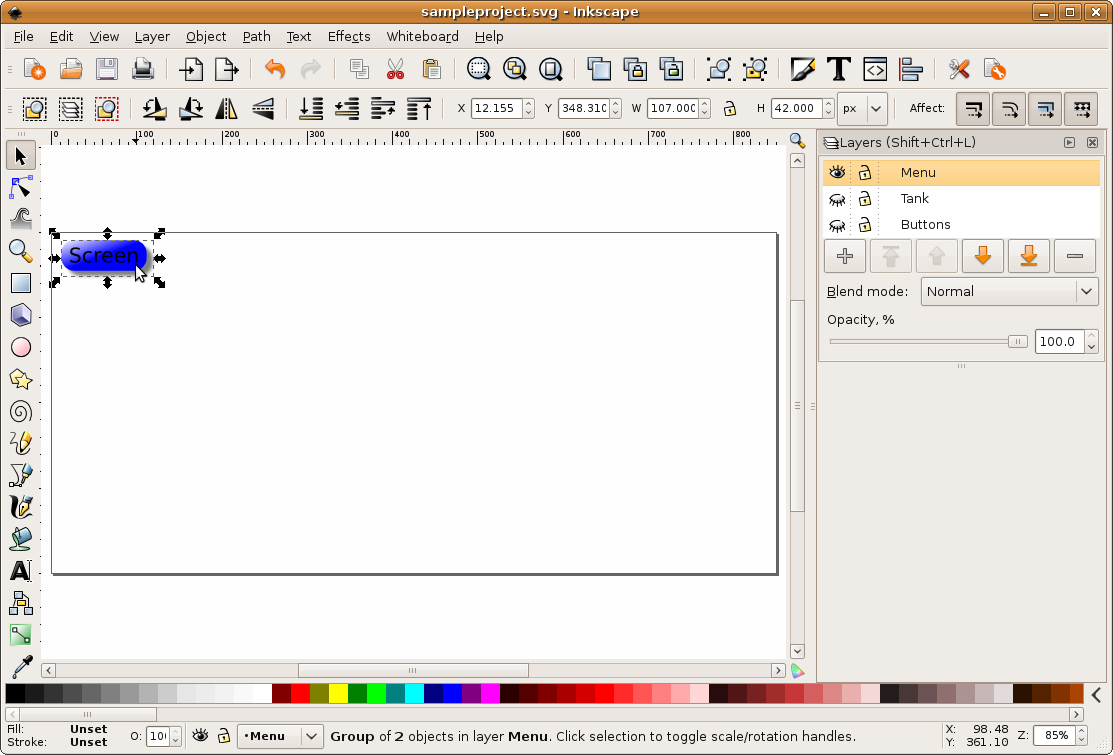 sampleproject.svg - Inkscape
File Edit View Layer Object Path Text Effects Whiteboard Help
X 12.155 Y 348.310 W 107.000 H 42.000 px Affect:
0 100 200 300 400 500 600 700 800
Layers (Shift+Ctrl+L)
Menu
Tank
Buttons
Screen
Blend mode: Normal
Opacity, %
100.0
Fill: Unset
Stroke: Unset
O: 100
•Menu
Group of 2 objects in layer Menu. Click selection to toggle scale/rotation handles.
X: 98.48
Y: 361.10
Z: 85%